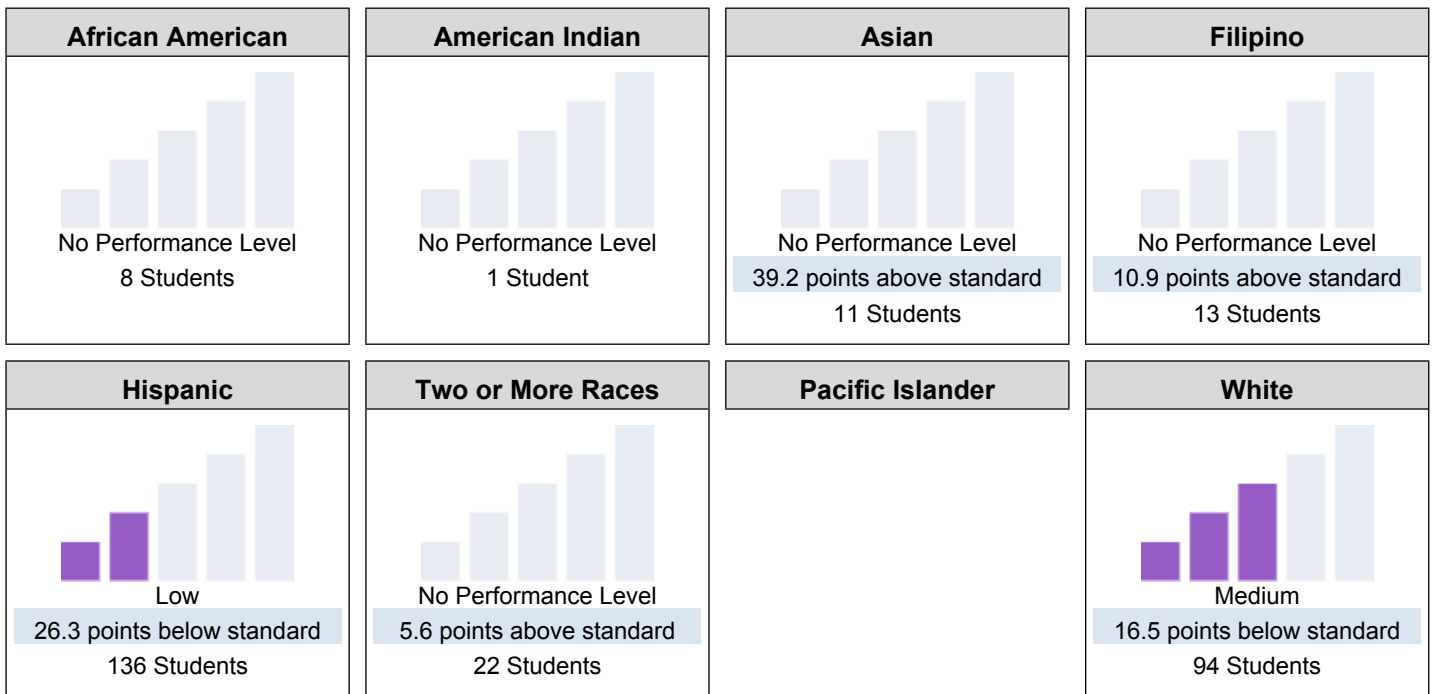 African American
No Performance Level
8 Students
American Indian
No Performance Level
1 Student
Asian
No Performance Level
39.2 points above standard
11 Students
Filipino
No Performance Level
10.9 points above standard
13 Students
Hispanic
Low
26.3 points below standard
136 Students
Two or More Races
No Performance Level
5.6 points above standard
22 Students
Pacific Islander
White
Medium
16.5 points below standard
94 Students